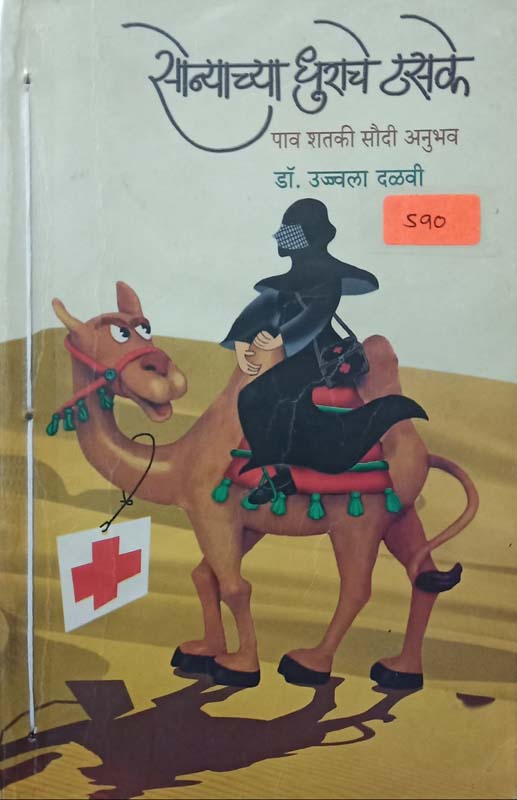 सोन्याच्या धुराचे ठसके
पाव शतकी सौदी अनुभव
डॉ. उज्ज्वला दळवी
590